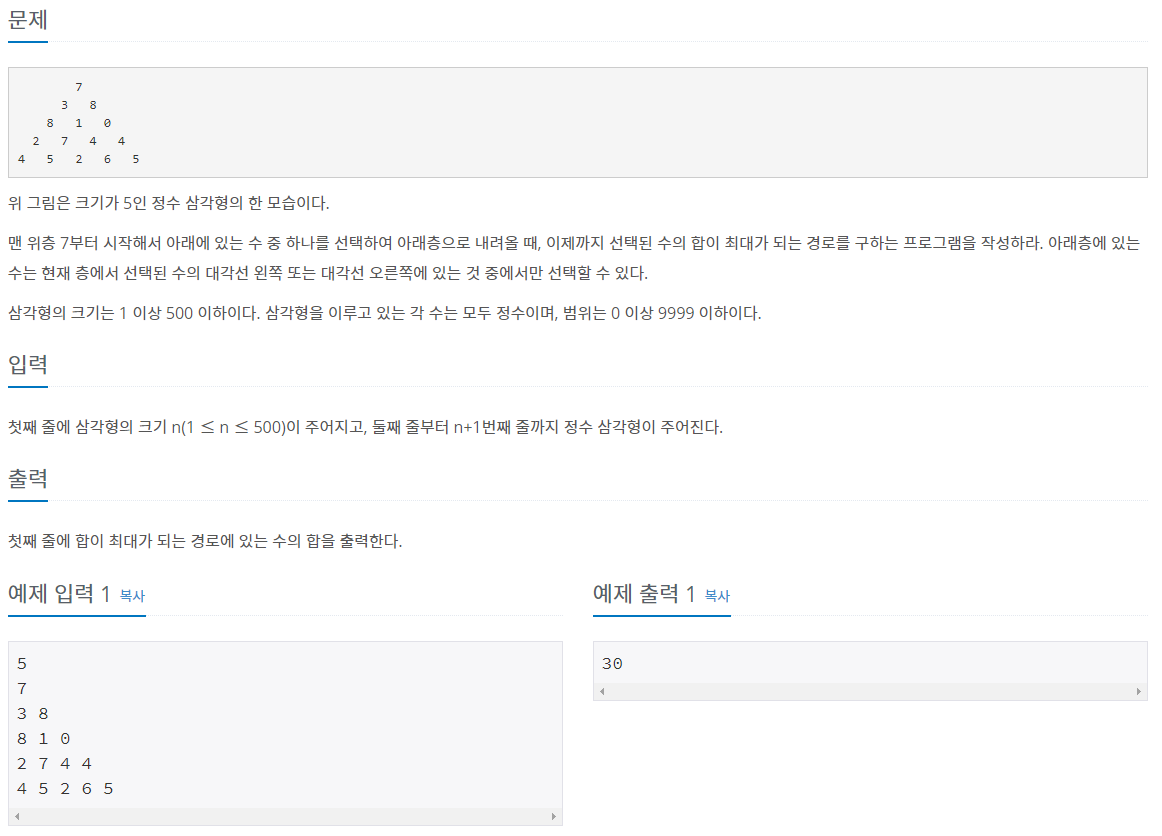 문제
7
3 8
8 1 0
2 7 4 4
4 5 2 6 5
위 그림은 크기가 5인 정수 삼각형의 한 모습이다.
맨 위층 7부터 시작해서 아래에 있는 수 중 하나를 선택하여 아래층으로 내려올 때, 이제까지 선택된 수의 합이 최대가 되는 경로를 구하는 프로그램을 작성하라. 아래층에 있는
수는 현재 층에서 선택된 수의 대각선 왼쪽 또는 대각선 오른쪽에 있는 것 중에서만 선택할 수 있다.
삼각형의 크기는 1 이상 500 이하이다. 삼각형을 이루고 있는 각 수는 모두 정수이며, 범위는 0 이상 9999 이하이다.
입력
첫째 줄에 삼각형의 크기 n(1 ≤ n ≤ 500)이 주어지고, 둘째 줄부터 n+1번째 줄까지 정수 삼각형이 주어진다.
출력
첫째 줄에 합이 최대가 되는 경로에 있는 수의 합을 출력한다.
예제 입력 1 복사
5
7
3 8
8 1 0
2 7 4 4
4 5 2 6 5
예제 출력 1 복사
30